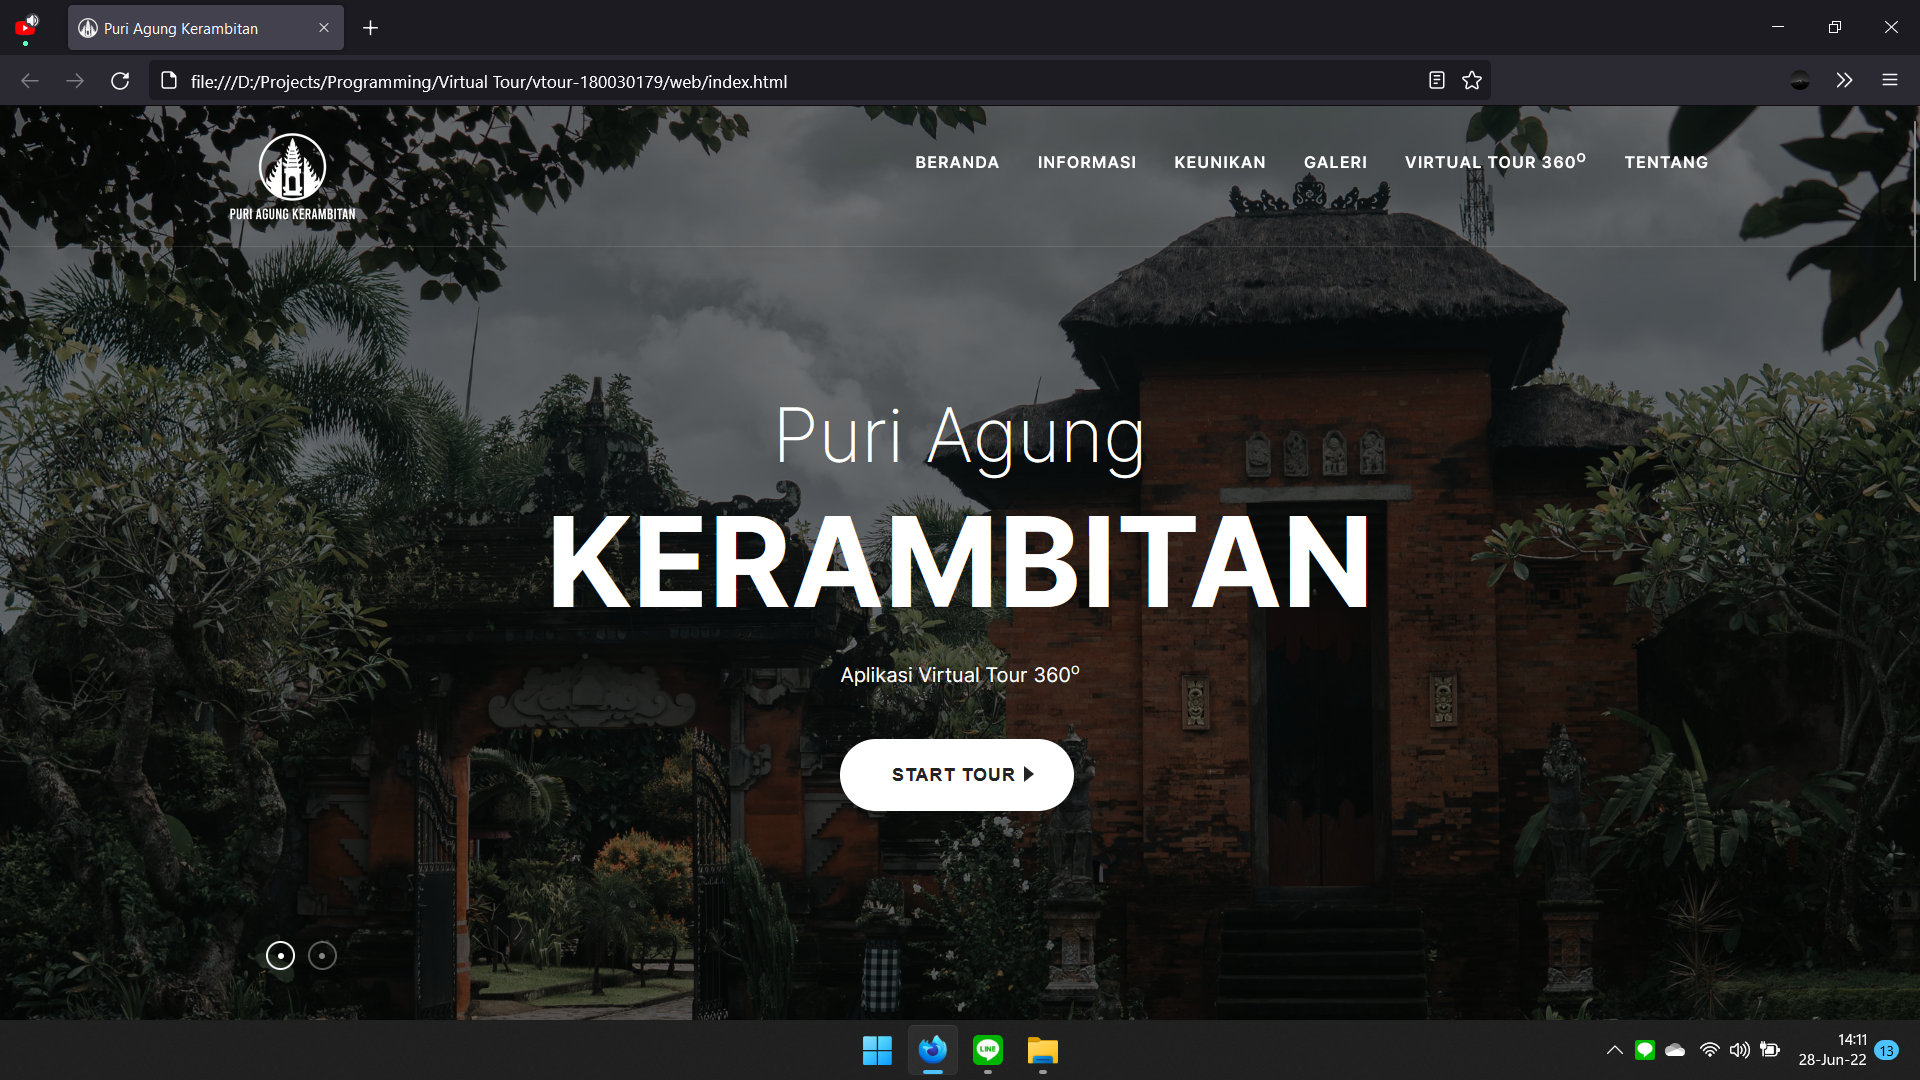 Puri Agung Kerambitan
file:///D:/Projects/Programming/Virtual Tour/vtour-180030179/web/index.html
PURI AGUNG KERAMBITAN
BERANDA INFORMASI KEUNIKAN GALERI VIRTUAL TOUR 360⁰ TENTANG
Puri Agung
KERAMBITAN
Aplikasi Virtual Tour 360⁰
START TOUR
LINE
14:11
28-Jun-22 13